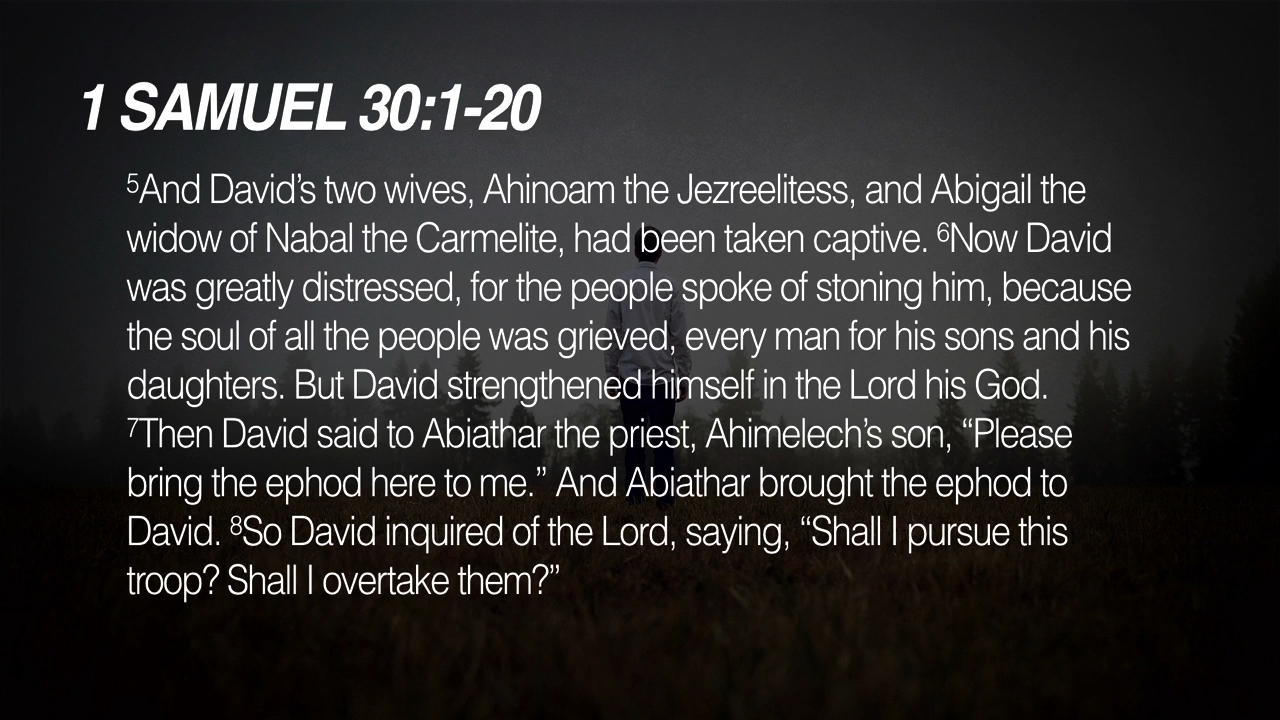 1 SAMUEL 30:1-20
⁵And David’s two wives, Ahinoam the Jezreelitess, and Abigail the
widow of Nabal the Carmelite, had been taken captive. ⁶Now David
was greatly distressed, for the people spoke of stoning him, because
the soul of all the people was grieved, every man for his sons and his
daughters. But David strengthened himself in the Lord his God.
⁷Then David said to Abiathar the priest, Ahimelech’s son, “Please
bring the ephod here to me.” And Abiathar brought the ephod to
David. ⁸So David inquired of the Lord, saying, “Shall I pursue this
troop? Shall I overtake them?”